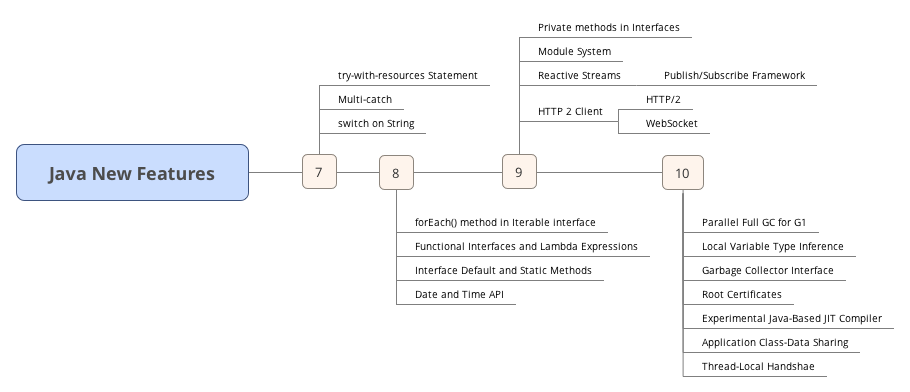 Java New Features
7
try-with-resources Statement
Multi-catch
switch on String
8
forEach() method in Iterable interface
Functional Interfaces and Lambda Expressions
Interface Default and Static Methods
Date and Time API
9
Private methods in Interfaces
Module System
Reactive Streams
Publish/Subscribe Framework
HTTP 2 Client
HTTP/2
WebSocket
10
Parallel Full GC for G1
Local Variable Type Inference
Garbage Collector Interface
Root Certificates
Experimental Java-Based JIT Compiler
Application Class-Data Sharing
Thread-Local Handshae